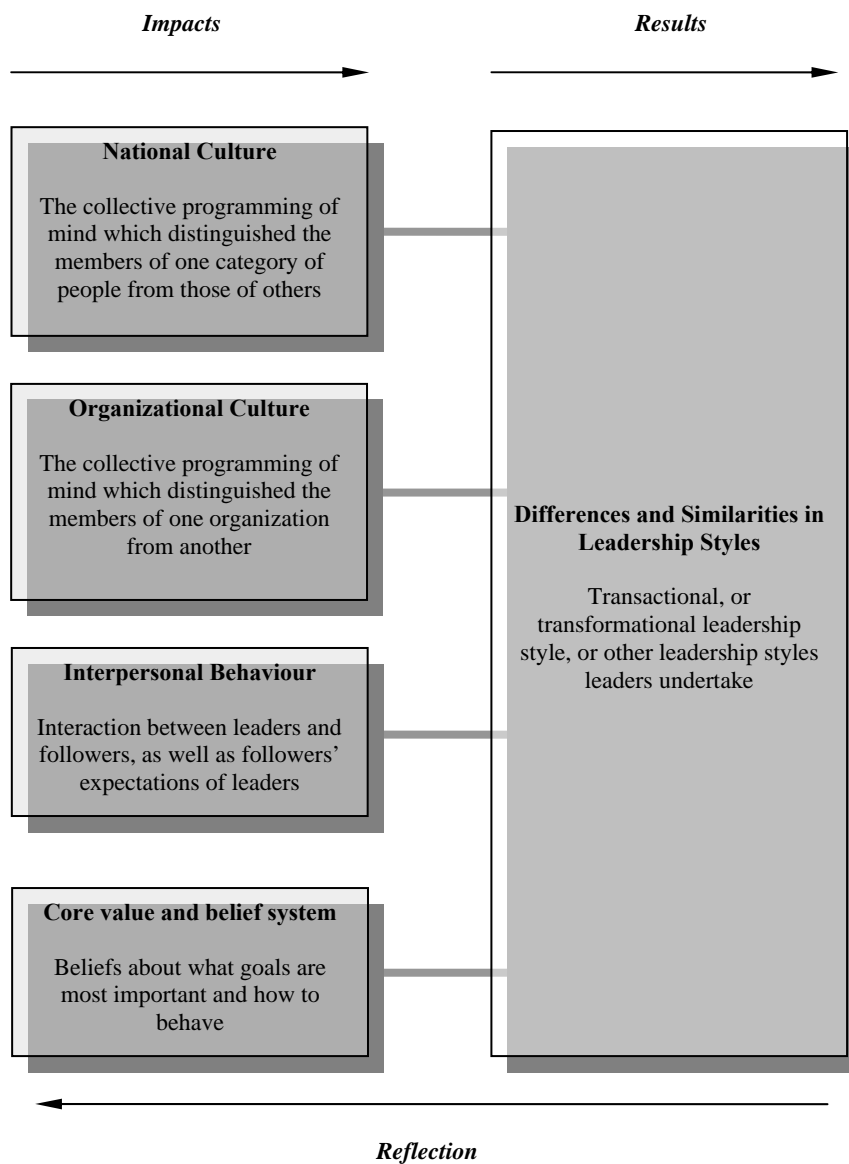 Impacts
Results
National Culture
The collective programming of
mind which distinguished the
members of one category of
people from those of others
Organizational Culture
The collective programming of
mind which distinguished the
members of one organization
from another
Interpersonal Behaviour
Interaction between leaders and
followers, as well as followers’
expectations of leaders
Core value and belief system
Beliefs about what goals are
most important and how to
behave
Differences and Similarities in
Leadership Styles
Transactional, or
transformational leadership
style, or other leadership styles
leaders undertake
Reflection